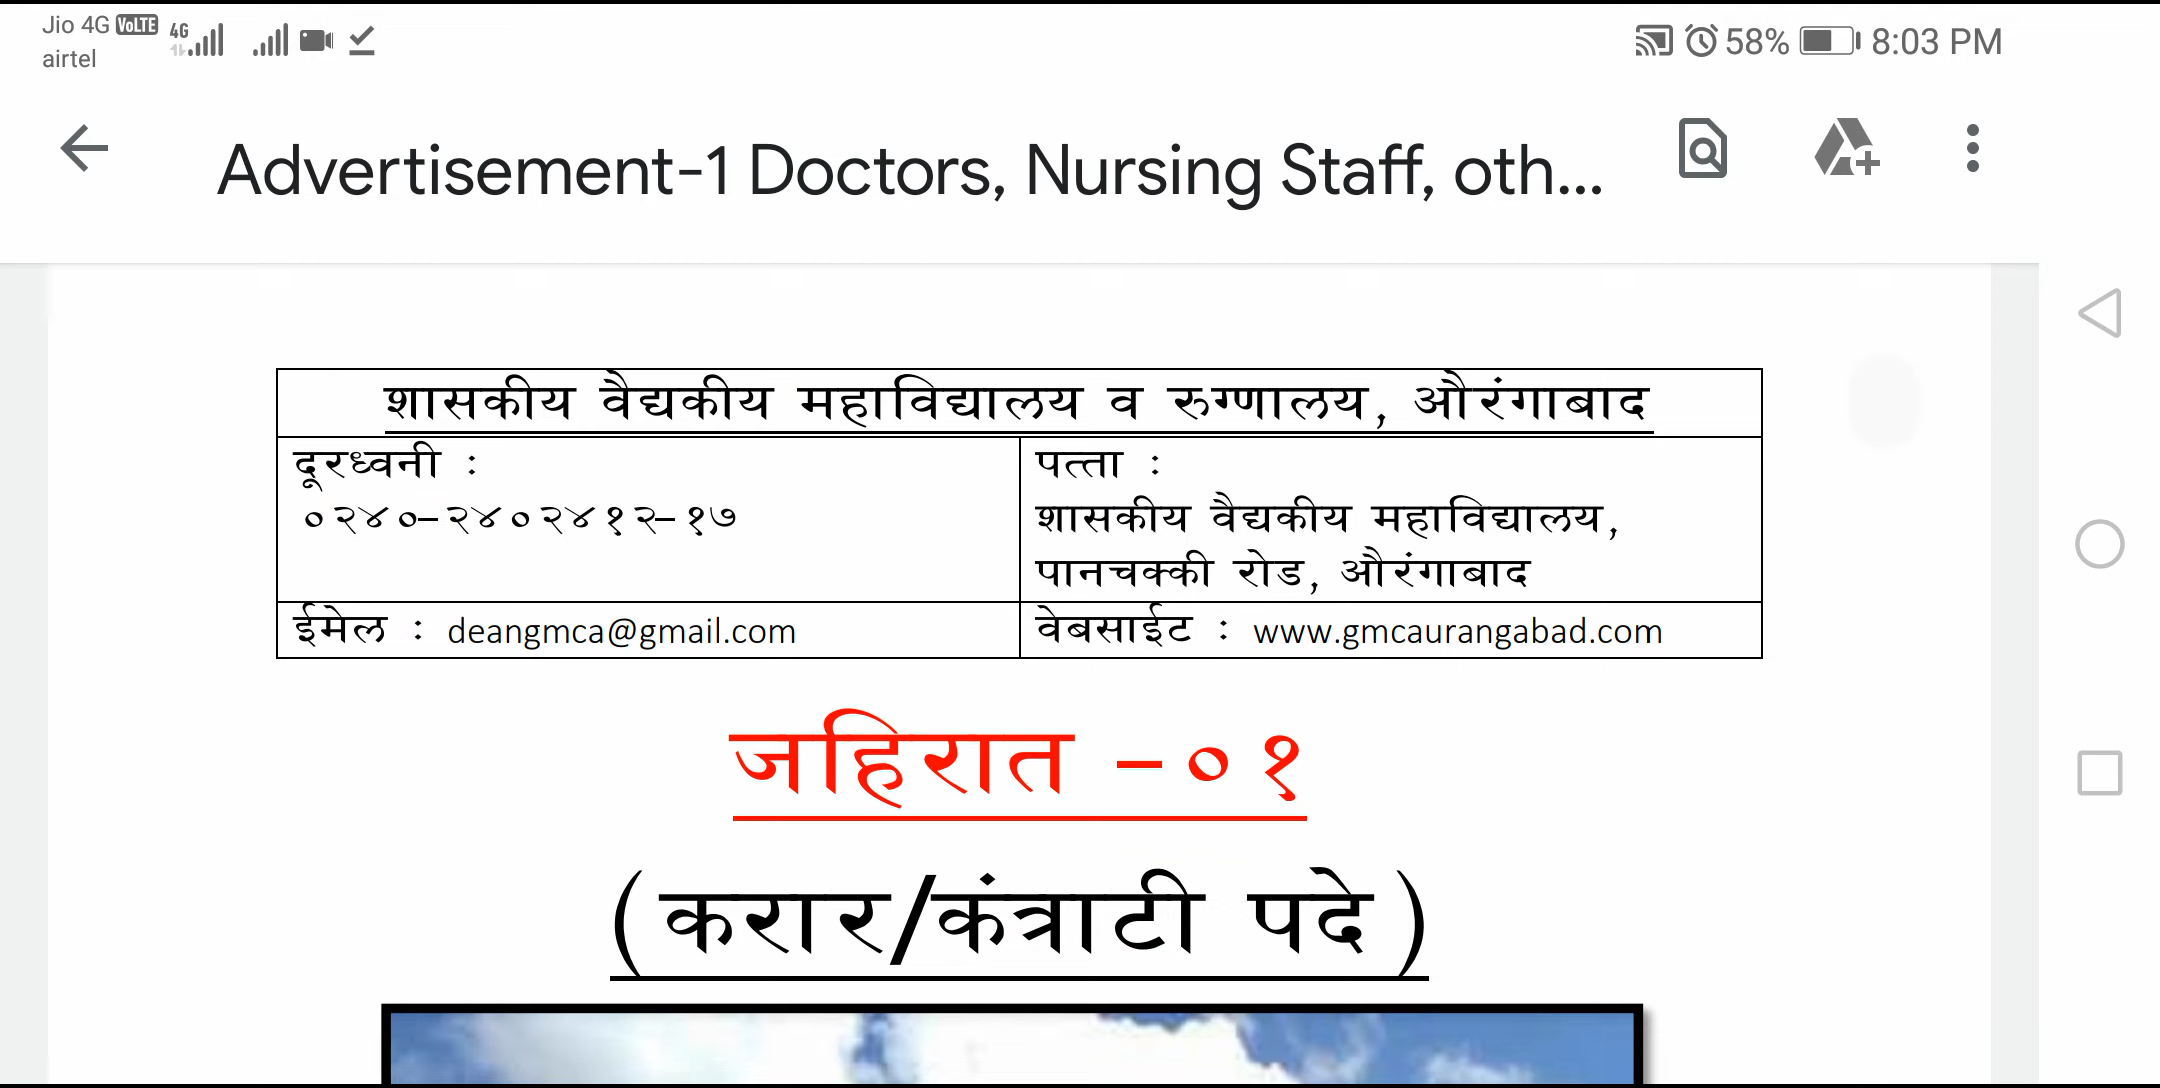 Jio 4G VoLTE 4G
airtel
58% 8:03 PM
Advertisement-1 Doctors, Nursing Staff, oth...
शासकीय वैद्यकीय महाविद्यालय व रुग्णालय, औरंगाबाद
दूरध्वनी :
०२४०-२४०२४१२-१७
पत्ता :
शासकीय वैद्यकीय महाविद्यालय,
पानचक्की रोड, औरंगाबाद
ईमेल : deangmca@gmail.com
वेबसाईट : www.gmcaurangabad.com
जहिरात -०१
(करार/कंत्राटी पदे)